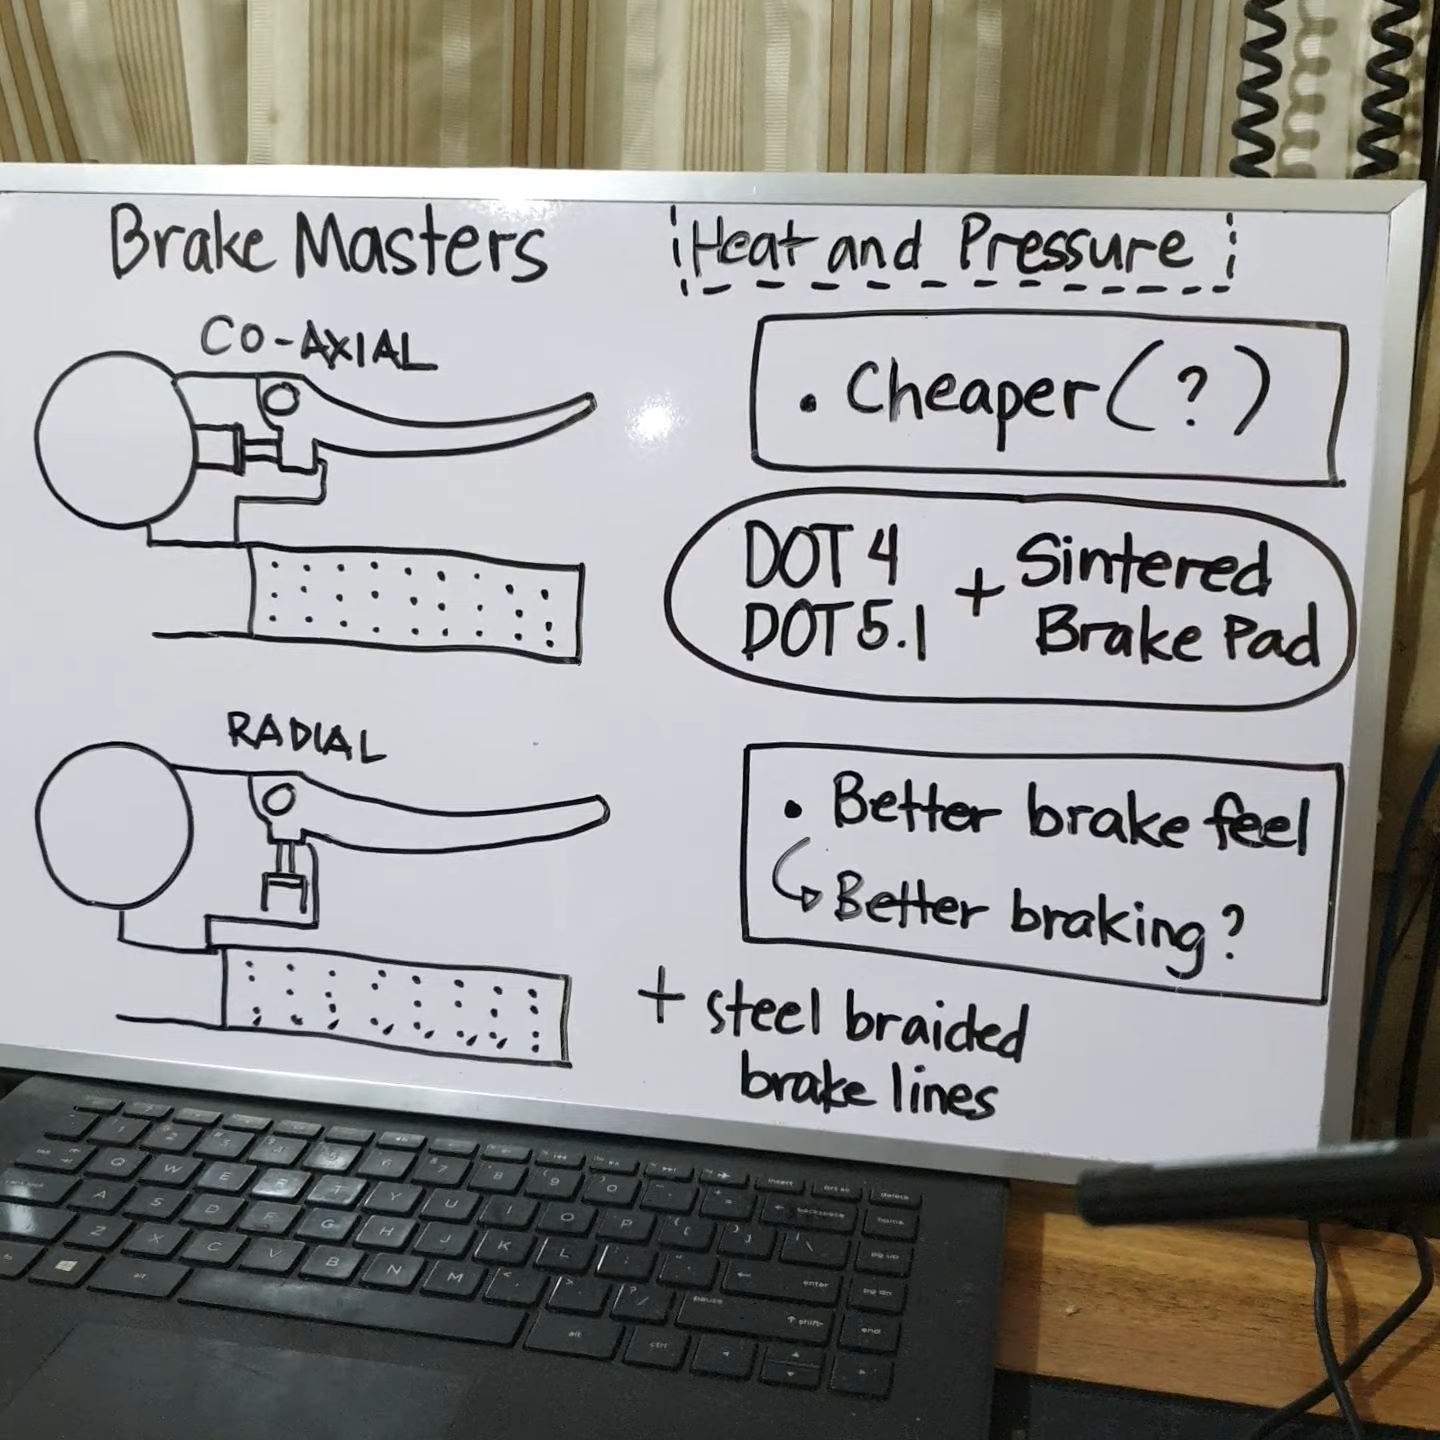 Brake Masters
Heat and Pressure
CO-AXIAL
• Cheaper (?)
DOT 4
DOT 5.1
+ Sintered
Brake Pad
RADIAL
• Better brake feel
↳ Better braking?
+ steel braided
brake lines